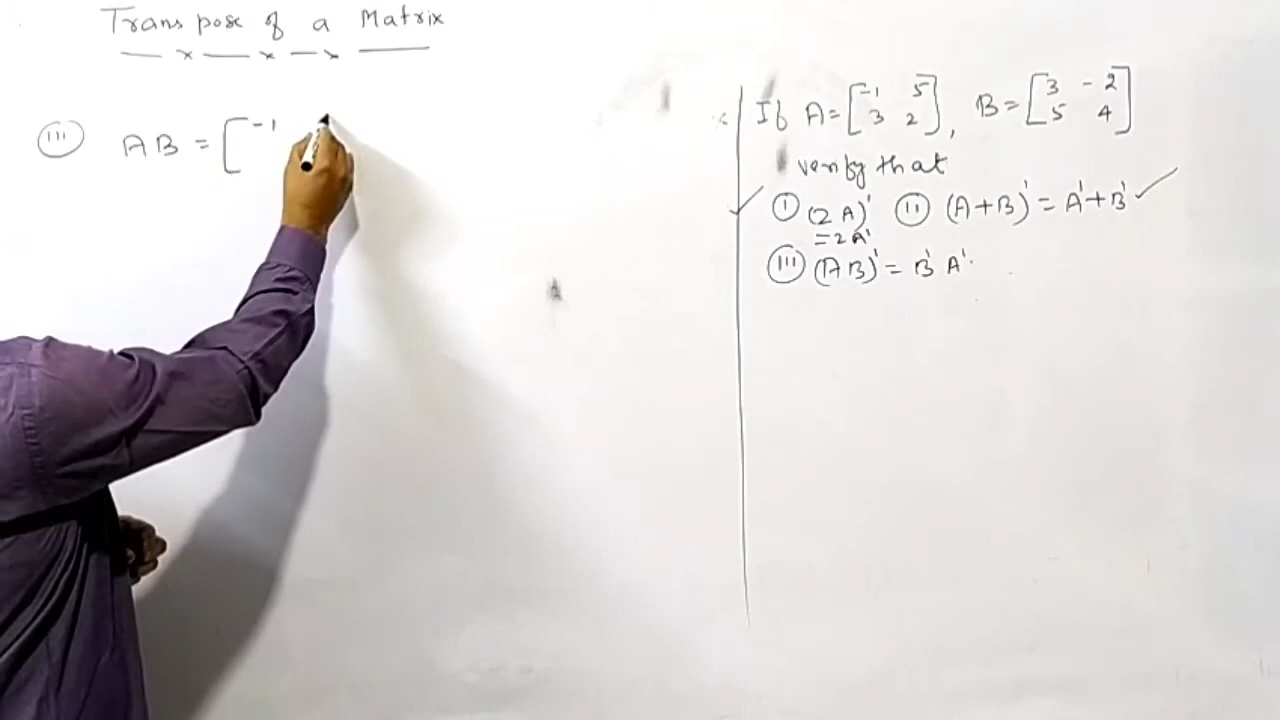 Transpose of a Matrix
III AB = [ -1
If A = [ -1 5
3 2 ] , B = [ 3 -2
5 4 ]
verify that
I (2A)' II (A+B)' = A'+B'
= 2A'
III (AB)' = B' A'.